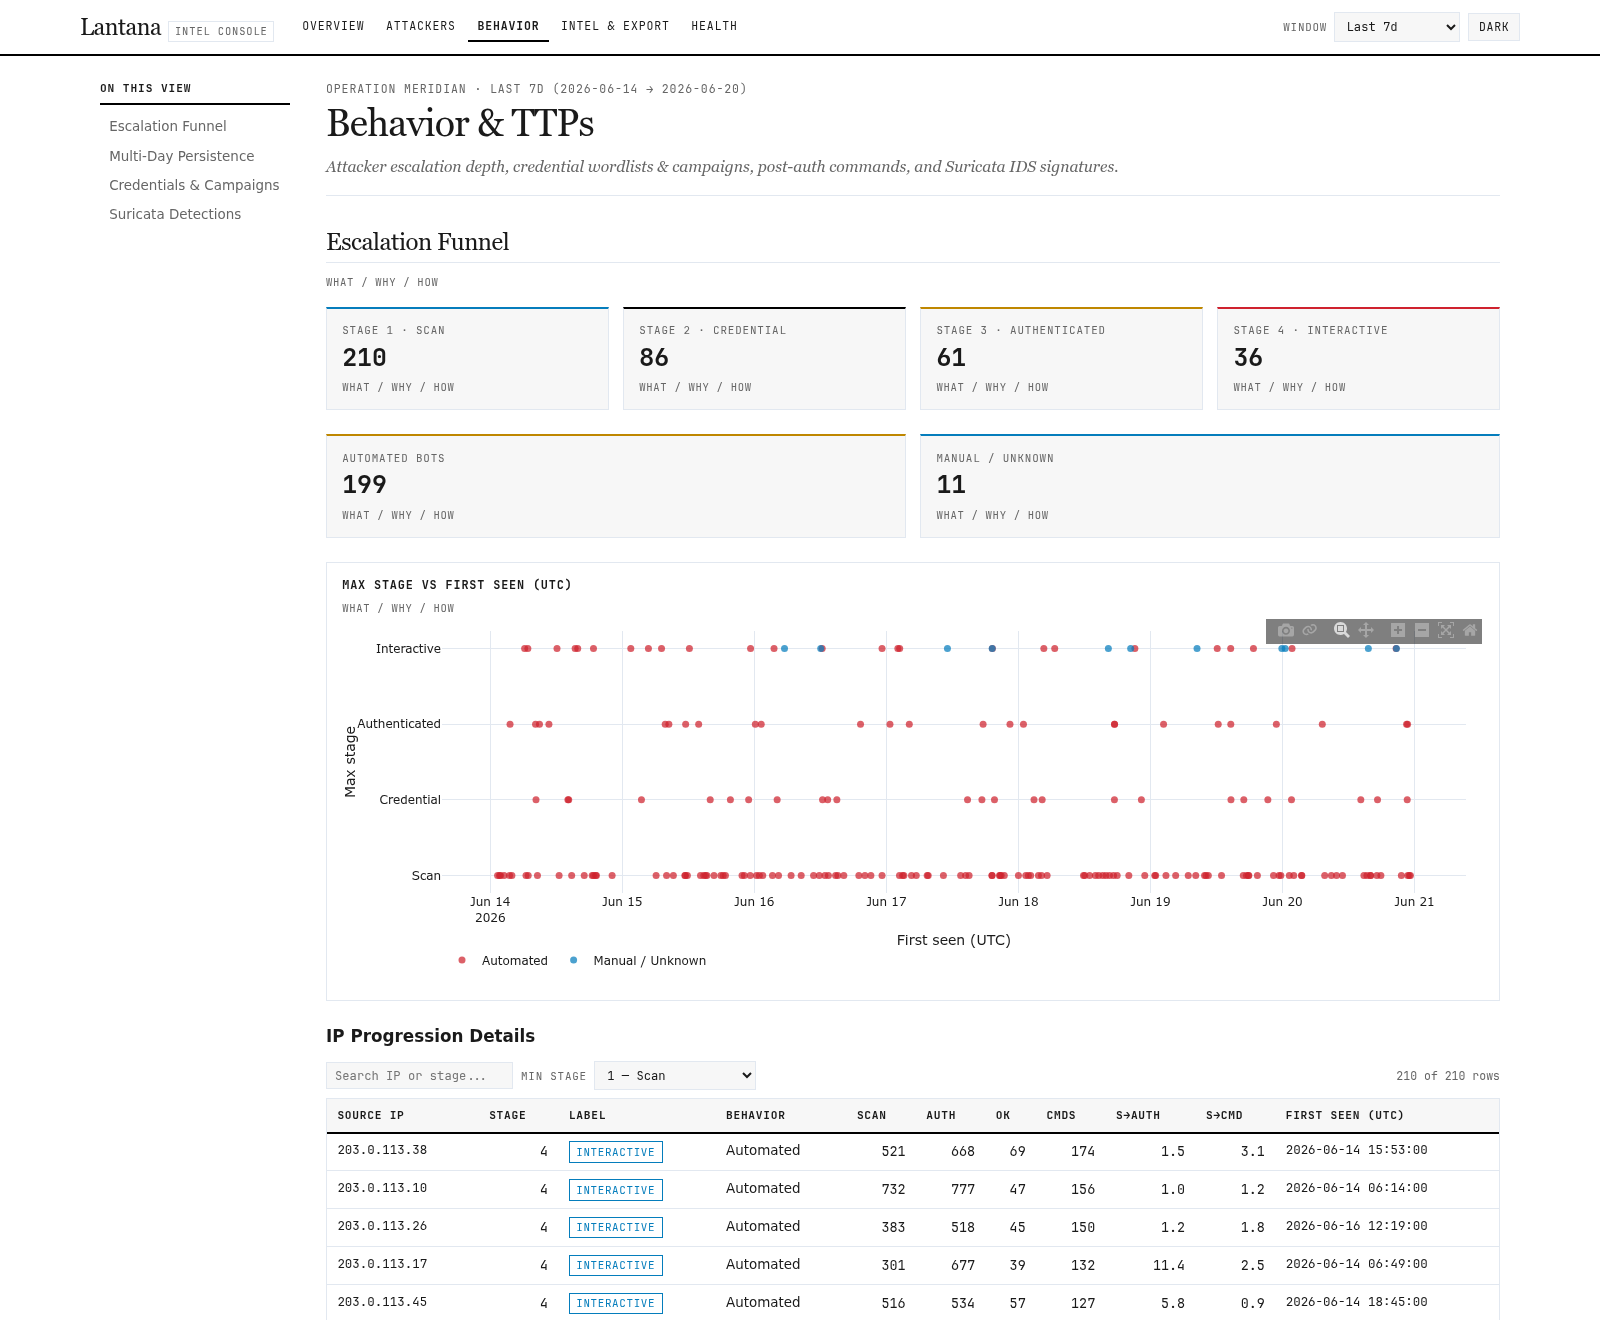 Lantana INTEL CONSOLE OVERVIEW ATTACKERS BEHAVIOR INTEL & EXPORT HEALTH WINDOW Last 7d DARK
ON THIS VIEW
Escalation Funnel
Multi-Day Persistence
Credentials & Campaigns
Suricata Detections
OPERATION MERIDIAN · LAST 7D (2026-06-14 → 2026-06-20)
Behavior & TTPs
Attacker escalation depth, credential wordlists & campaigns, post-auth commands, and Suricata IDS signatures.
Escalation Funnel
WHAT / WHY / HOW
STAGE 1 · SCAN
210
WHAT / WHY / HOW
STAGE 2 · CREDENTIAL
86
WHAT / WHY / HOW
STAGE 3 · AUTHENTICATED
61
WHAT / WHY / HOW
STAGE 4 · INTERACTIVE
36
WHAT / WHY / HOW
AUTOMATED BOTS
199
WHAT / WHY / HOW
MANUAL / UNKNOWN
11
WHAT / WHY / HOW
MAX STAGE VS FIRST SEEN (UTC)
WHAT / WHY / HOW
Max stage
Interactive
Authenticated
Credential
Scan
Jun 14 Jun 15 Jun 16 Jun 17 Jun 18 Jun 19 Jun 20 Jun 21
2026
First seen (UTC)
Automated Manual / Unknown
IP Progression Details
Search IP or stage... MIN STAGE 1 — Scan 210 of 210 rows
SOURCE IP STAGE LABEL BEHAVIOR SCAN AUTH OK CMDS S→AUTH S→CMD FIRST SEEN (UTC)
203.0.113.38 4 INTERACTIVE Automated 521 668 69 174 1.5 3.1 2026-06-14 15:53:00
203.0.113.10 4 INTERACTIVE Automated 732 777 47 156 1.0 1.2 2026-06-14 06:14:00
203.0.113.26 4 INTERACTIVE Automated 383 518 45 150 1.2 1.8 2026-06-16 12:19:00
203.0.113.17 4 INTERACTIVE Automated 301 677 39 132 11.4 2.5 2026-06-14 06:49:00
203.0.113.45 4 INTERACTIVE Automated 516 534 57 127 5.8 0.9 2026-06-14 18:45:00